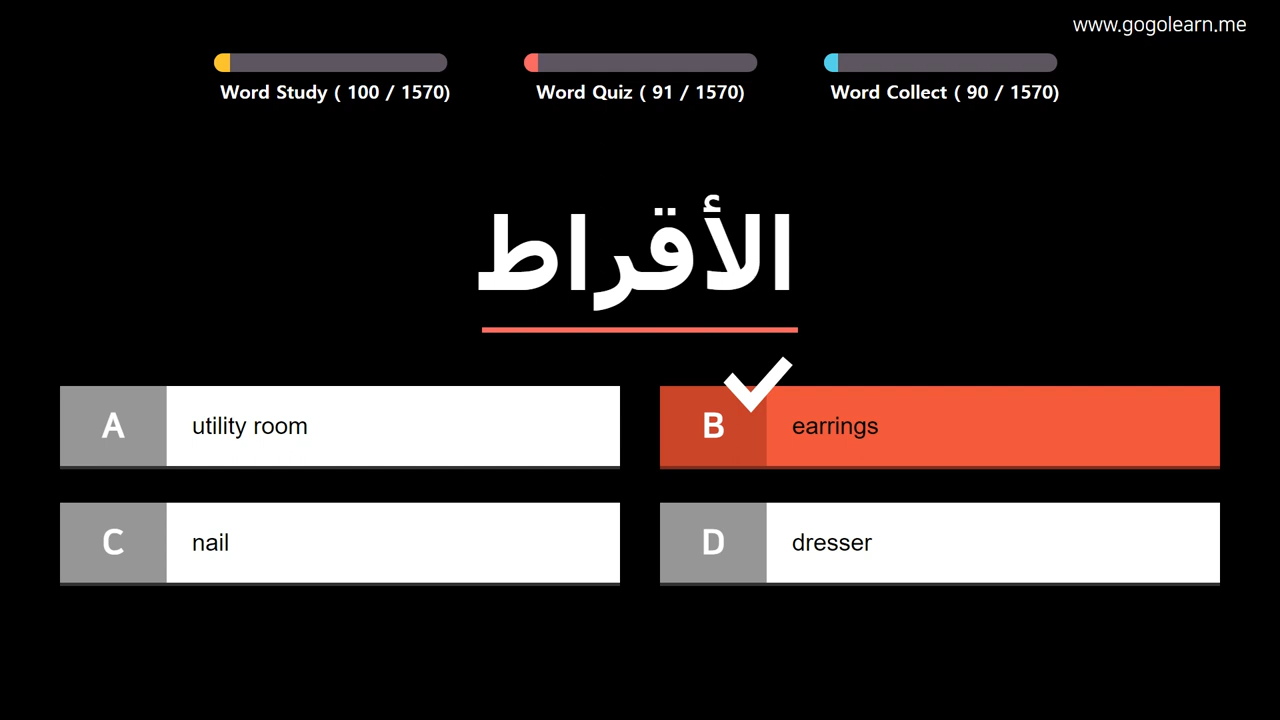 www.gogolearn.me
Word Study ( 100 / 1570)
Word Quiz ( 91 / 1570)
Word Collect ( 90 / 1570)
الأقراط
A utility room
B earrings
C nail
D dresser